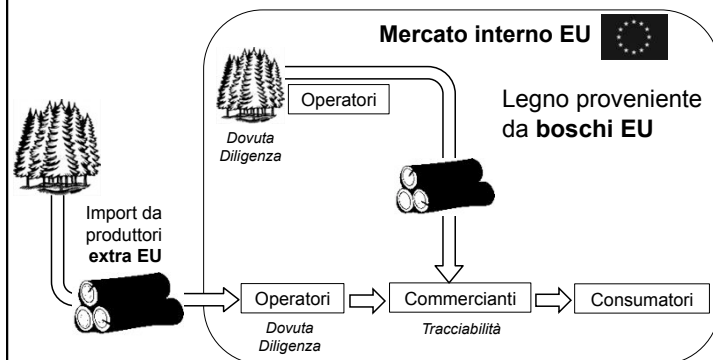 Mercato interno EU
Operatori
Dovuta
Diligenza
Legno proveniente
da boschi EU
Import da
produttori
extra EU
Operatori
Commercianti
Consumatori
Dovuta
Diligenza
Tracciabilità